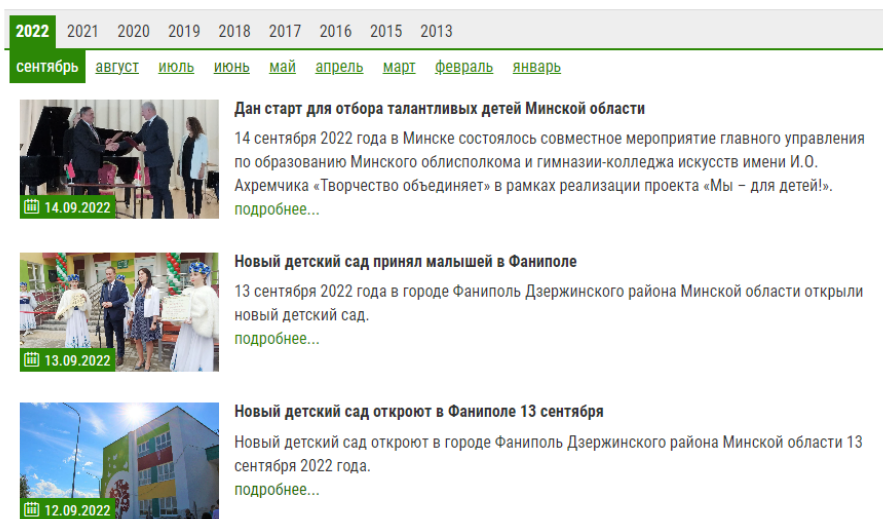 2022 2021 2020 2019 2018 2017 2016 2015 2013
сентябрь август июль июнь май апрель март февраль январь
Дан старт для отбора талантливых детей Минской области
14 сентября 2022 года в Минске состоялось совместное мероприятие главного управления
по образованию Минского облисполкома и гимназии-колледжа искусств имени И.О.
Ахремчика «Творчество объединяет» в рамках реализации проекта «Мы – для детей!».
подробнее...
14.09.2022
Новый детский сад принял малышей в Фаниполе
13 сентября 2022 года в городе Фаниполь Дзержинского района Минской области открыли
новый детский сад.
подробнее...
13.09.2022
Новый детский сад откроют в Фаниполе 13 сентября
Новый детский сад откроют в городе Фаниполь Дзержинского района Минской области 13
сентября 2022 года.
подробнее...
12.09.2022